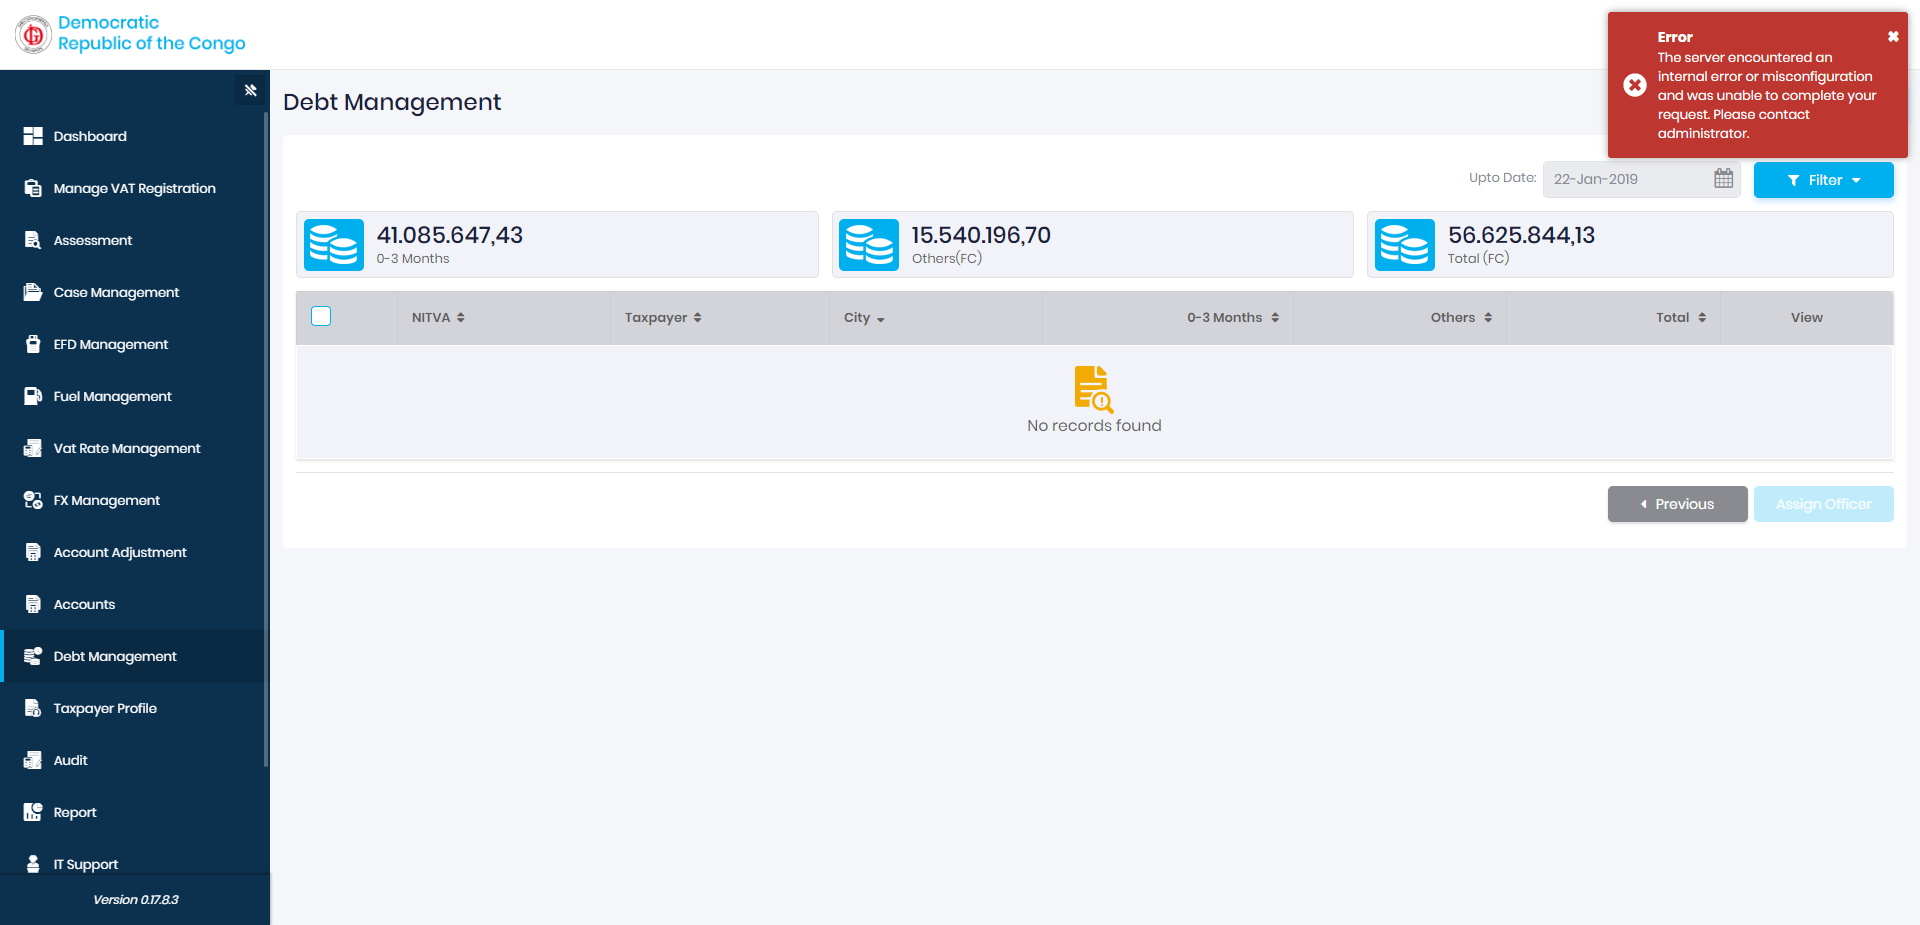 Democratic
Republic of the Congo
Error
The server encountered an
internal error or misconfiguration
and was unable to complete your
request. Please contact
administrator.
Dashboard
Manage VAT Registration
Assessment
Case Management
EFD Management
Fuel Management
Vat Rate Management
FX Management
Account Adjustment
Accounts
Debt Management
Taxpayer Profile
Audit
Report
IT Support
Version 0.17.8.3
Debt Management
Upto Date: 22-Jan-2019 Filter
41.085.647,43
0-3 Months
15.540.196,70
Others(FC)
56.625.844,13
Total (FC)
NITVA Taxpayer City 0-3 Months Others Total View
No records found
Previous Assign Officer